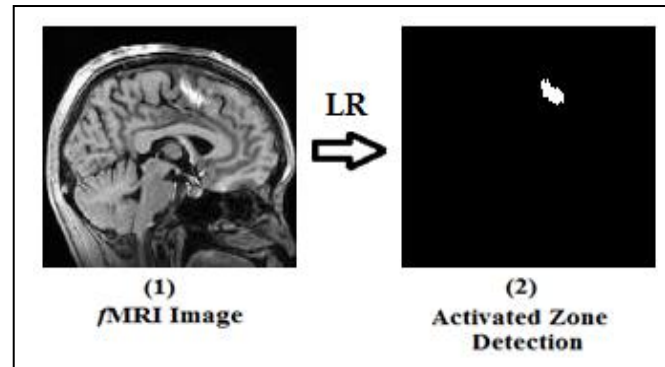 LR
(1)
fMRI Image
(2)
Activated Zone
Detection